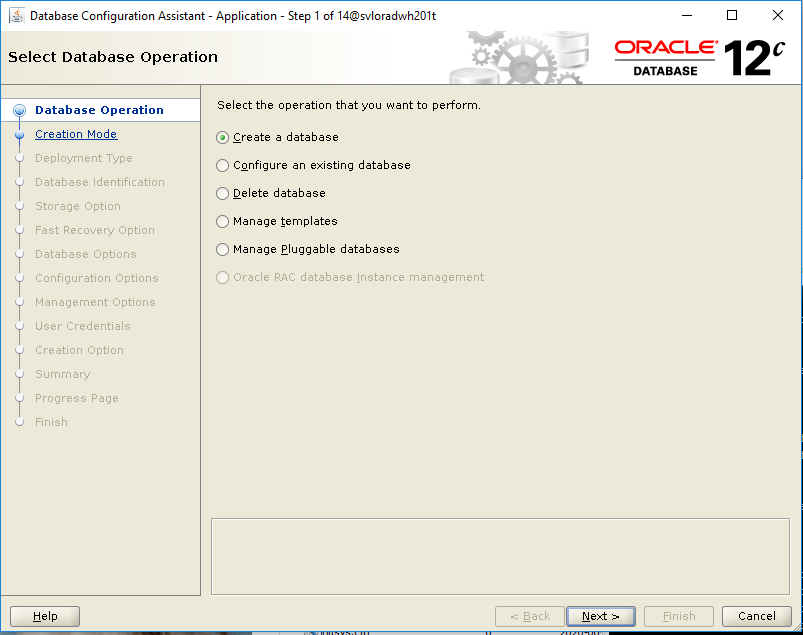 Database Configuration Assistant - Application - Step 1 of 14@svloradwh201t
Select Database Operation
ORACLE®
DATABASE
12c
Database Operation
Creation Mode
Deployment Type
Database Identification
Storage Option
Fast Recovery Option
Database Options
Configuration Options
Management Options
User Credentials
Creation Option
Summary
Progress Page
Finish
Select the operation that you want to perform.
Create a database
Configure an existing database
Delete database
Manage templates
Manage Pluggable databases
Oracle RAC database Instance management
Help
< Back
Next >
Finish
Cancel